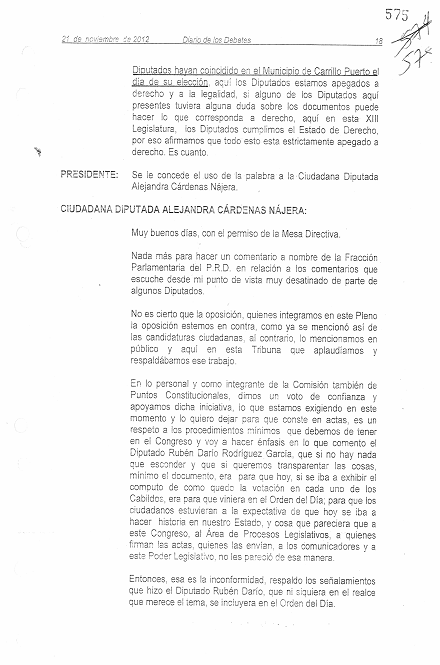 575
21 de noviembre de 2012 Diario de los Debates 18
Diputados hayan coincidido en el Municipio de Carrillo Puerto el
día de su elección, aquí los Diputados estamos apegados a
derecho y a la legalidad, si alguno de los Diputados aquí
presentes tuviera alguna duda sobre los documentos puede
hacer lo que corresponda a derecho, aquí en esta XIII
Legislatura, los Diputados cumplimos el Estado de Derecho,
por eso afirmamos que todo esto esta estrictamente apegado a
derecho. Es cuanto.
PRESIDENTE: Se le concede el uso de la palabra a la Ciudadana Diputada
Alejandra Cárdenas Nájera.
CIUDADANA DIPUTADA ALEJANDRA CÁRDENAS NÁJERA:
Muy buenos días, con el permiso de la Mesa Directiva.
Nada más para hacer un comentario a nombre de la Fracción
Parlamentaria del P.R.D. en relación a los comentarios que
escuche desde mi punto de vista muy desatinado de parte de
algunos Diputados.
No es cierto que la oposición, quienes integramos en este Pleno
la oposición estemos en contra, como ya se mencionó así de
las candidaturas ciudadanas, al contrario, lo mencionamos en
público y aquí en esta Tribuna que aplaudíamos y
respaldábamos ese trabajo.
En lo personal y como integrante de la Comisión también de
Puntos Constitucionales, dimos un voto de confianza y
apoyamos dicha iniciativa, lo que estamos exigiendo en este
momento y lo quiero dejar para que conste en actas, es un
respeto a los procedimientos mínimos que debemos de tener
en el Congreso y voy a hacer énfasis en lo que comento el
Diputado Rubén Darío Rodríguez García, que si no hay nada
que esconder y que si queremos transparentar las cosas,
mínimo el documento, era para que hoy, si se iba a exhibir el
computo de como quedo la votación en cada uno de los
Cabildos, era para que viniera en el Orden del Día; para que los
ciudadanos estuvieran a la expectativa de que hoy se iba a
hacer historia en nuestro Estado, y cosa que pareciera que a
este Congreso, al Área de Procesos Legislativos, a quienes
firman las actas, quienes las envían, a los comunicadores y a
este Poder Legislativo, no les pareció de esa manera.
Entonces, esa es la inconformidad, respaldo los señalamientos
que hizo el Diputado Rubén Darío, que ni siquiera en el realce
que merece el tema, se incluyera en el Orden del Día.